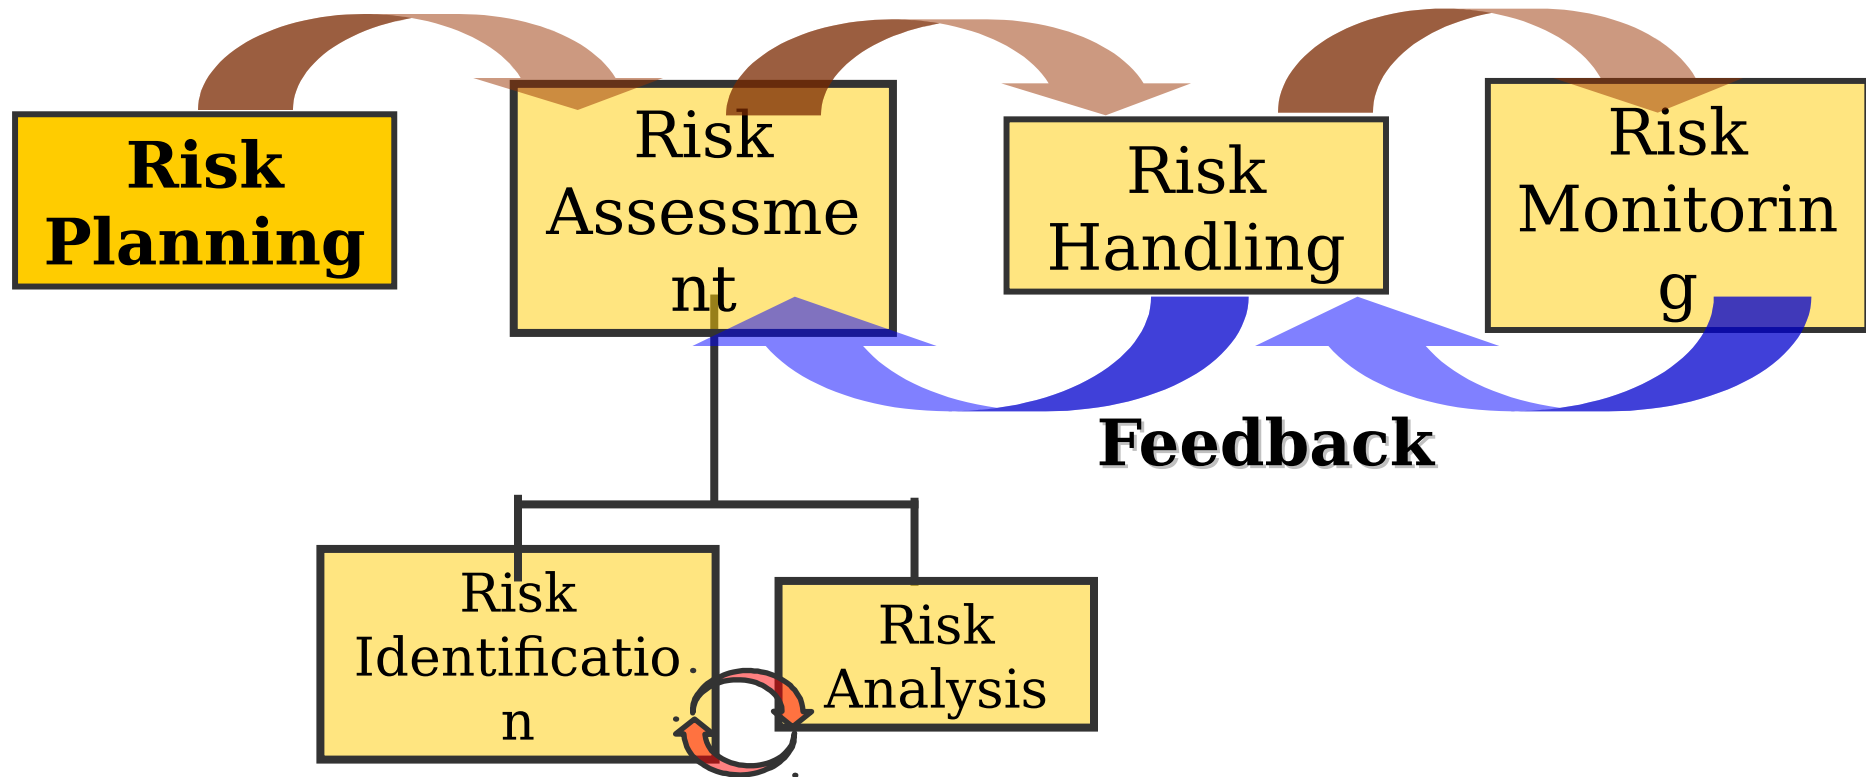 Risk
Planning
Risk
Assessme
nt
Risk
Handling
Risk
Monitorin
g
Feedback
Risk
Identificatio
n
Risk
Analysis